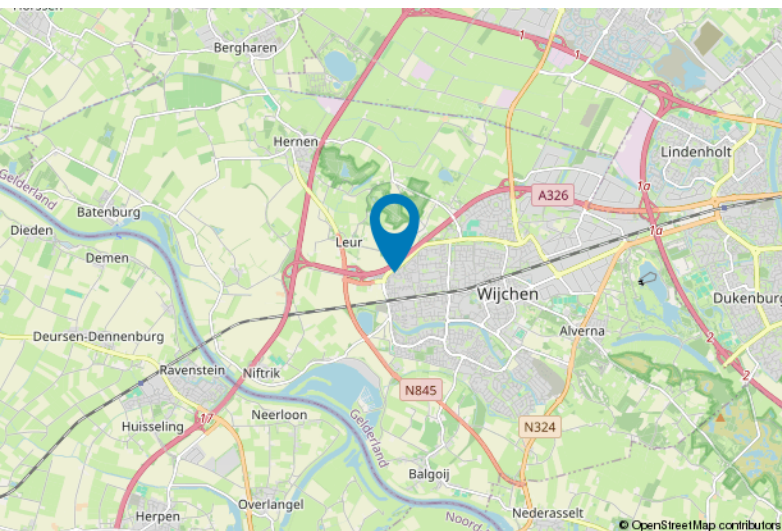 Bergharen
1
1
Hernen
Lindenholt
Gelderland
1a
A326
Batenburg
Dieden
Leur
1a
Demen
Wijchen
Dukenburg
Deursen-Dennenburg
Alverna
2
Ravenstein
Niftrik
2
N845
Neerloon
17
Huisseling
Gelderland
N324
Balgoij
Overlangel
Herpen
Nederasselt
Noord
© OpenStreetMap contributors